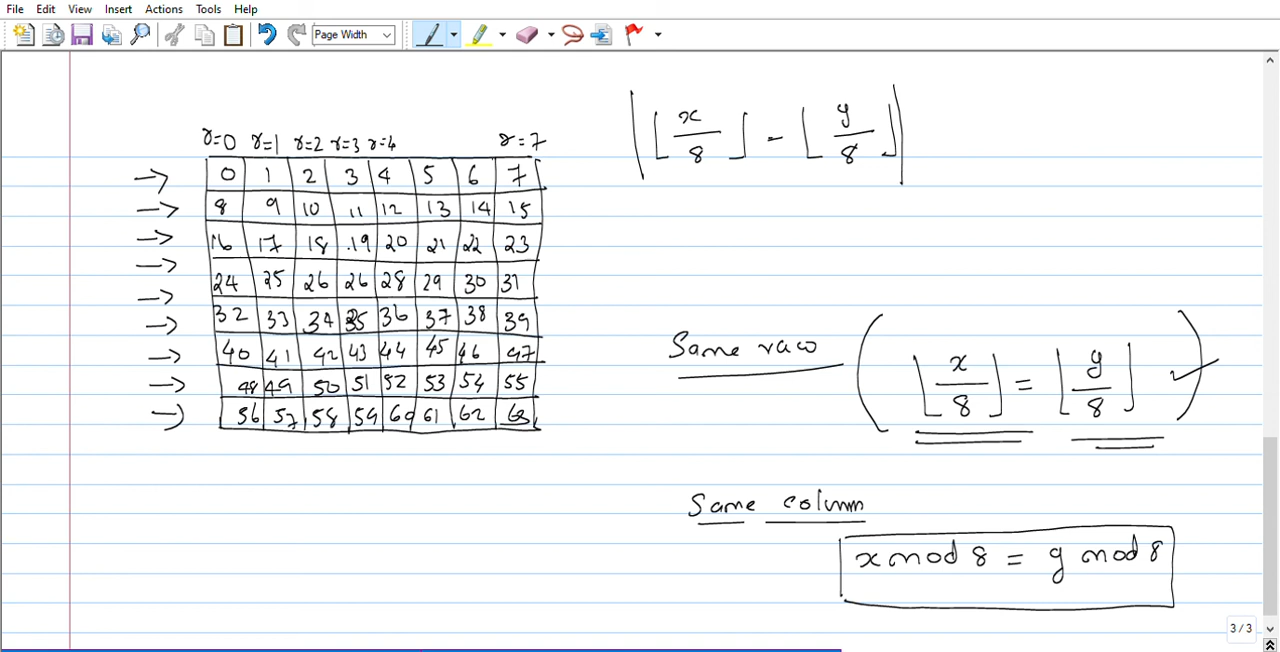 File Edit View Insert Actions Tools Help
Page Width
| ⌊ x/8 ⌋ - ⌊ y/8 ⌋ |
r=0 r=1 r=2 r=3 r=4 r=7
→ 0 1 2 3 4 5 6 7
→ 8 9 10 11 12 13 14 15
→ 16 17 18 19 20 21 22 23
→ 24 25 26 26 28 29 30 31
→ 32 33 34 35 36 37 38 39
→ 40 41 42 43 44 45 46 47
→ 48 49 50 51 52 53 54 55
→ 56 57 58 59 60 61 62 63
Same raw ( ⌊ x/8 ⌋ = ⌊ y/8 ⌋ ✓ )
Same column
x mod 8 = y mod 8
3 / 3